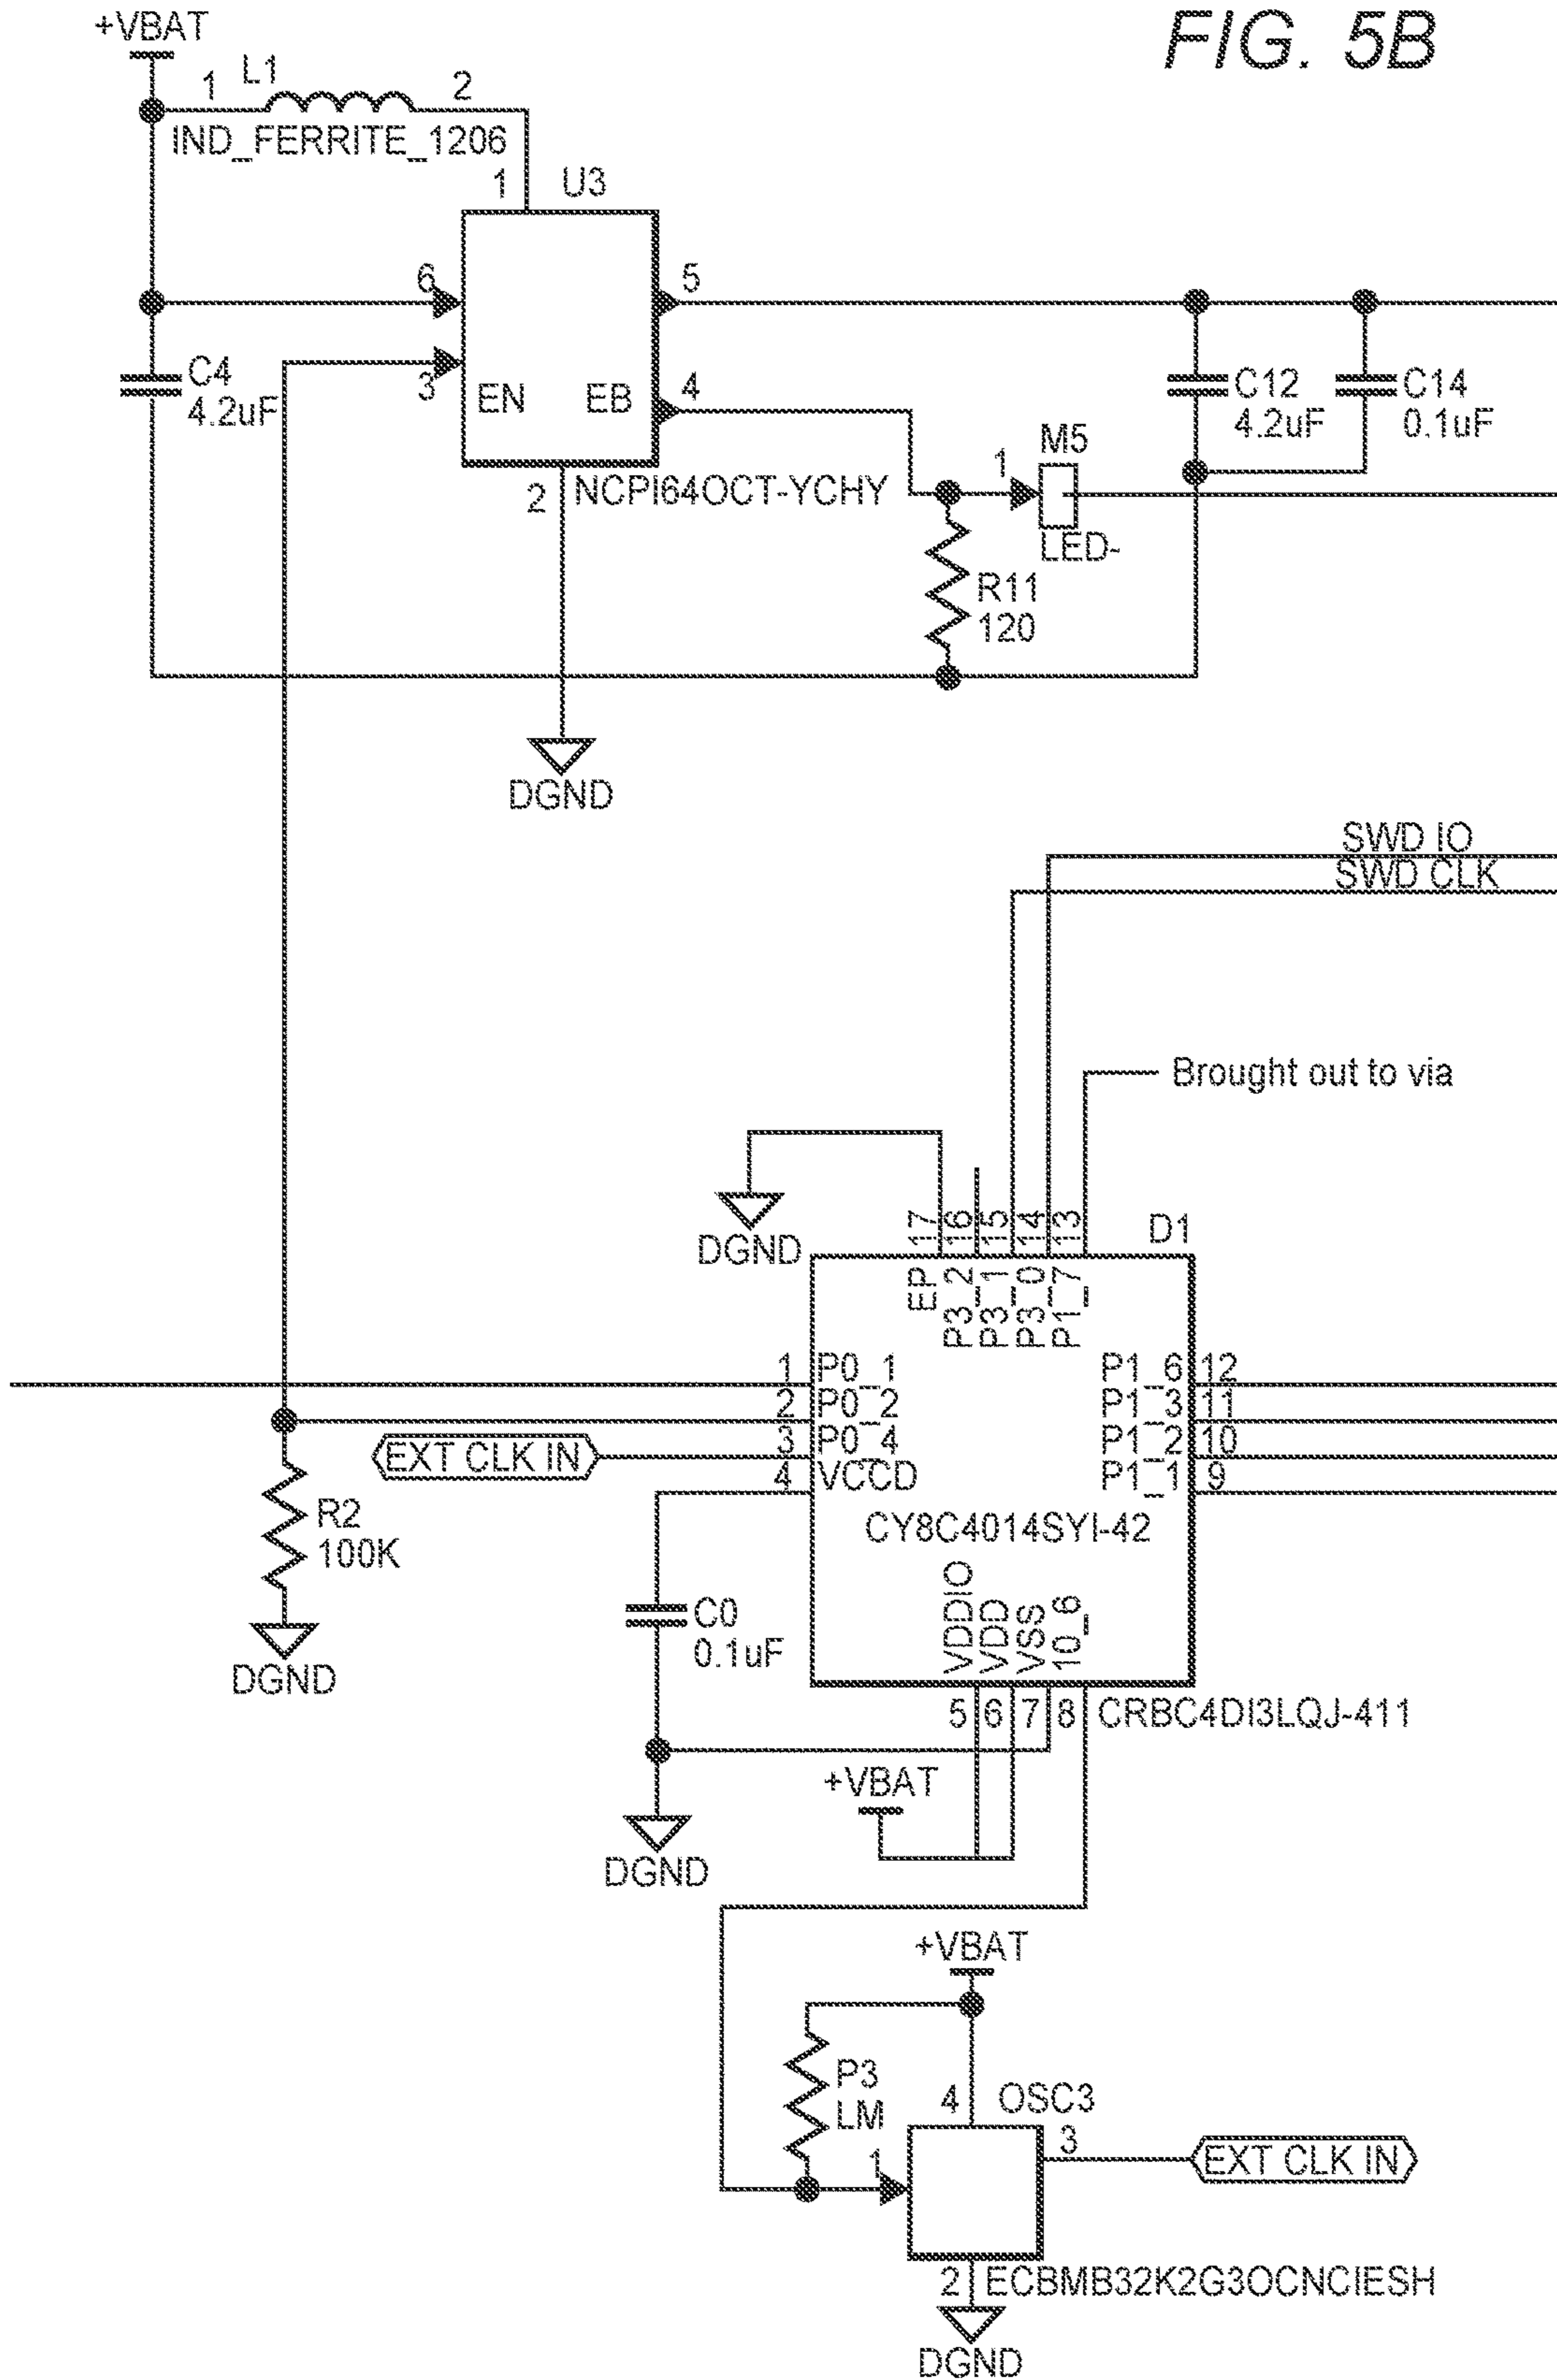 FIG. 5B
+VBAT
L1
1
2
IND_FERRITE_1206
1
U3
6
5
3
4
EN
EB
C4
4.2uF
C12
4.2uF
C14
0.1uF
2
NCPI64OCT-YCHY
M5
1
LED-
R11
120
DGND
SWD IO
SWD CLK
Brought out to via
DGND
17
16
15
14
13
D1
EP
P3_2
P3_1
P3_0
P1_7
1
P0_1
P1_6
12
2
P0_2
P1_3
11
EXT CLK IN
3
P0_4
P1_2
10
4
VCCD
P1_1
9
R2
100K
CY8C4014SYI-42
C0
0.1uF
VDDIO
VDD
VSS
10_6
DGND
5
6
7
8
CRBC4DI3LQJ-411
+VBAT
DGND
+VBAT
P3
LM
4
OSC3
1
3
EXT CLK IN
2
ECBMB32K2G3OCNCIESH
DGND